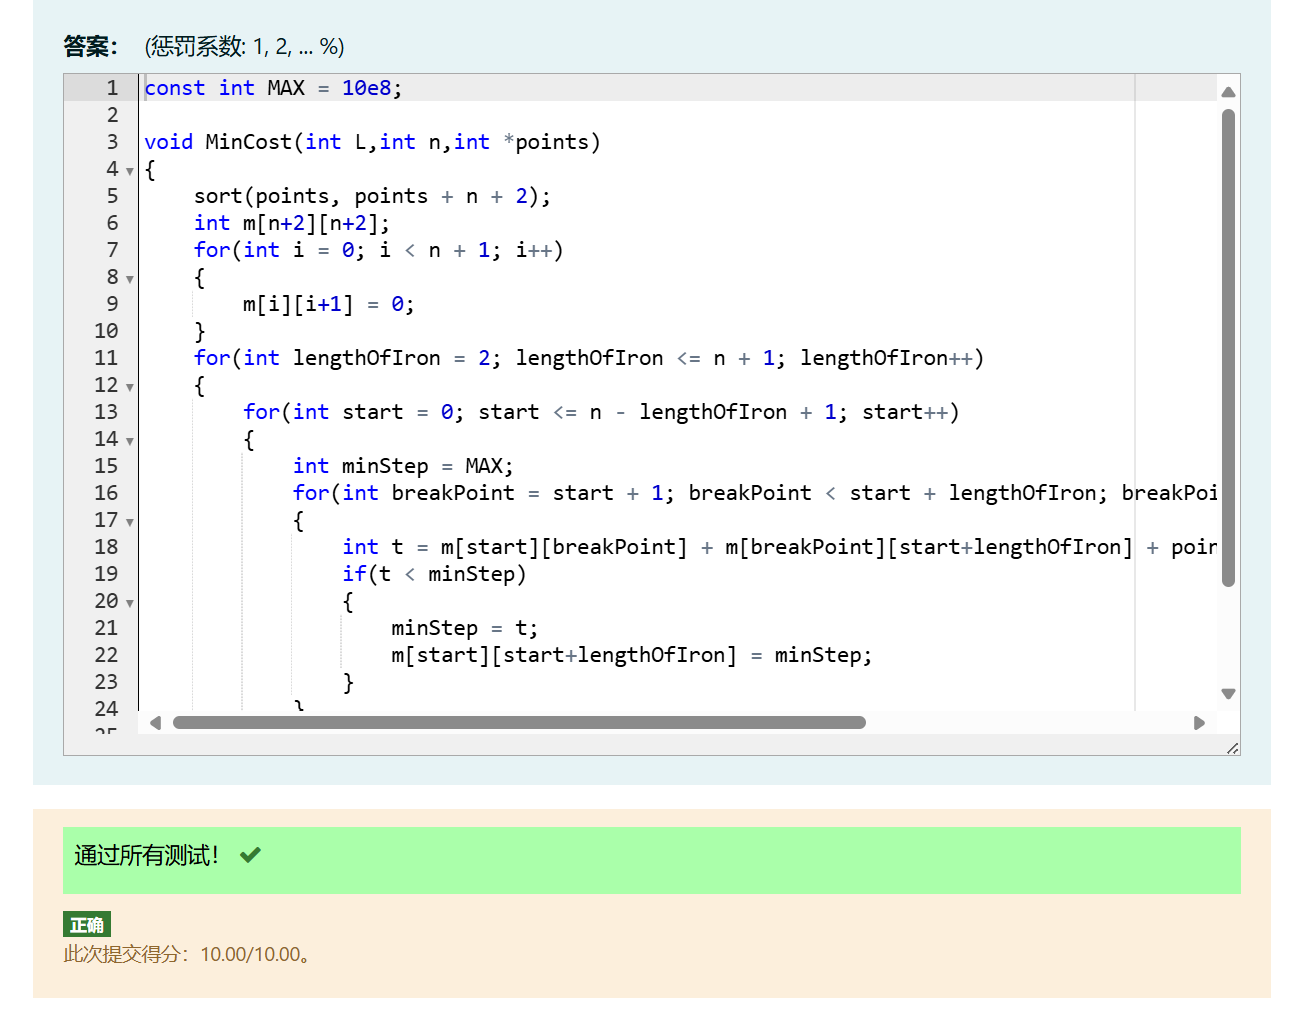 答案： (惩罚系数: 1, 2, ... %)
1 const int MAX = 10e8;
2
3 void MinCost(int L,int n,int *points)
4 {
5 sort(points, points + n + 2);
6 int m[n+2][n+2];
7 for(int i = 0; i < n + 1; i++)
8 {
9 m[i][i+1] = 0;
10 }
11 for(int lengthOfIron = 2; lengthOfIron <= n + 1; lengthOfIron++)
12 {
13 for(int start = 0; start <= n - lengthOfIron + 1; start++)
14 {
15 int minStep = MAX;
16 for(int breakPoint = start + 1; breakPoint < start + lengthOfIron; breakPoi
17 {
18 int t = m[start][breakPoint] + m[breakPoint][start+lengthOfIron] + poin
19 if(t < minStep)
20 {
21 minStep = t;
22 m[start][start+lengthOfIron] = minStep;
23 }
24 }
通过所有测试！
正确
此次提交得分：10.00/10.00。